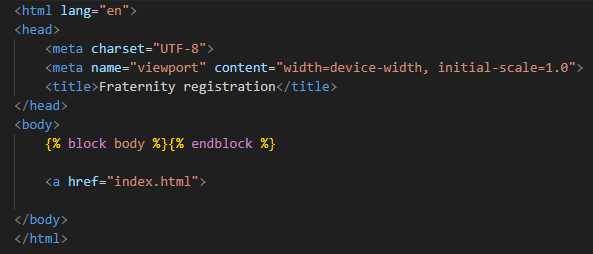 <html lang="en">
<head>
    <meta charset="UTF-8">
    <meta name="viewport" content="width=device-width, initial-scale=1.0">
    <title>Fraternity registration</title>
</head>
<body>
    {% block body %}{% endblock %}
    <a href="index.html">
</body>
</html>